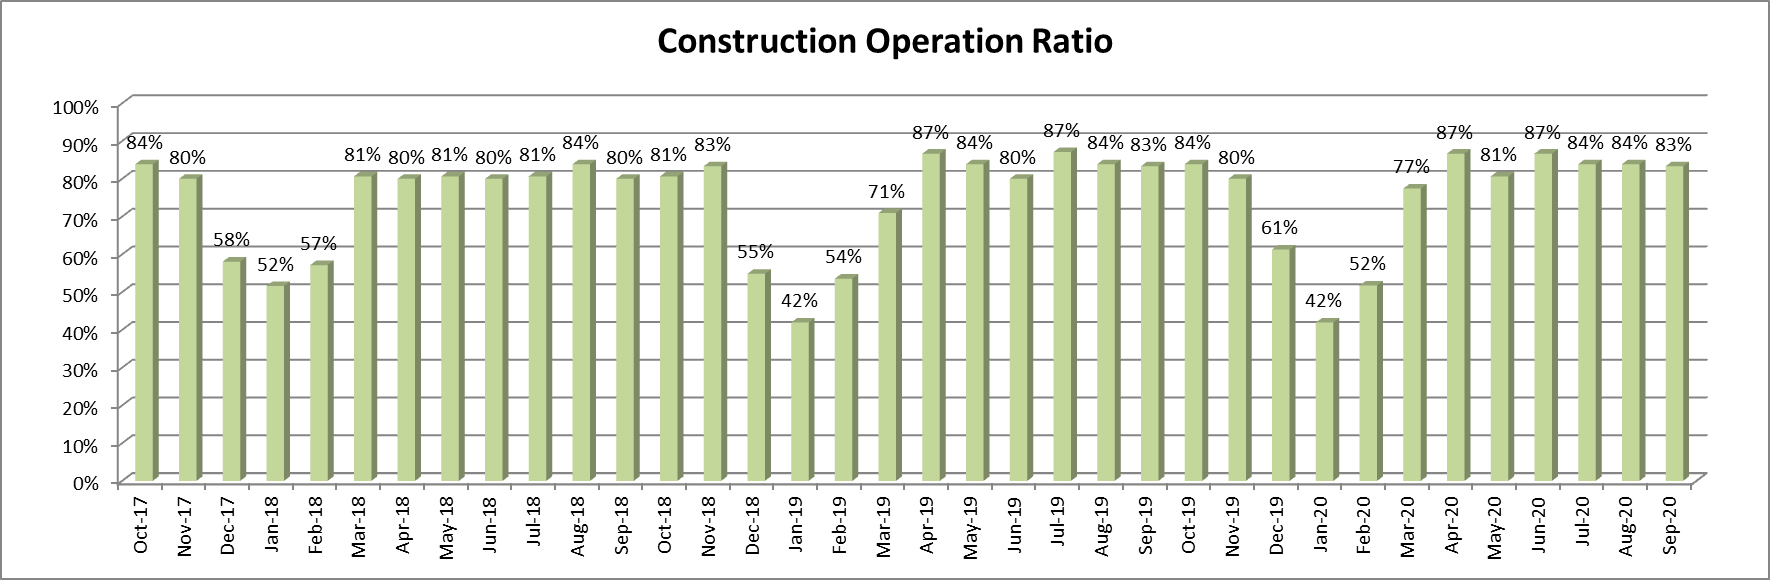 Construction Operation Ratio
100%
90%
80%
70%
60%
50%
40%
30%
20%
10%
0%
84%
80%
58%
52%
57%
81%
80%
81%
80%
81%
84%
80%
81%
83%
55%
42%
54%
71%
87%
84%
80%
87%
84%
83%
84%
80%
61%
42%
52%
77%
87%
81%
87%
84%
84%
83%
Oct-17
Nov-17
Dec-17
Jan-18
Feb-18
Mar-18
Apr-18
May-18
Jun-18
Jul-18
Aug-18
Sep-18
Oct-18
Nov-18
Dec-18
Jan-19
Feb-19
Mar-19
Apr-19
May-19
Jun-19
Jul-19
Aug-19
Sep-19
Oct-19
Nov-19
Dec-19
Jan-20
Feb-20
Mar-20
Apr-20
May-20
Jun-20
Jul-20
Aug-20
Sep-20